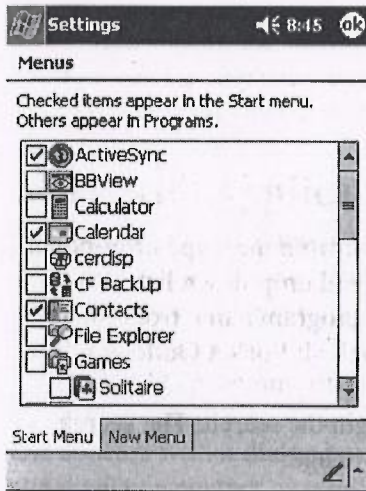 Settings 8:45 ok
Menus
Checked items appear in the Start menu.
Others appear in Programs.
ActiveSync
BBView
Calculator
Calendar
cerdisp
CF Backup
Contacts
File Explorer
Games
Solitaire
Start Menu New Menu